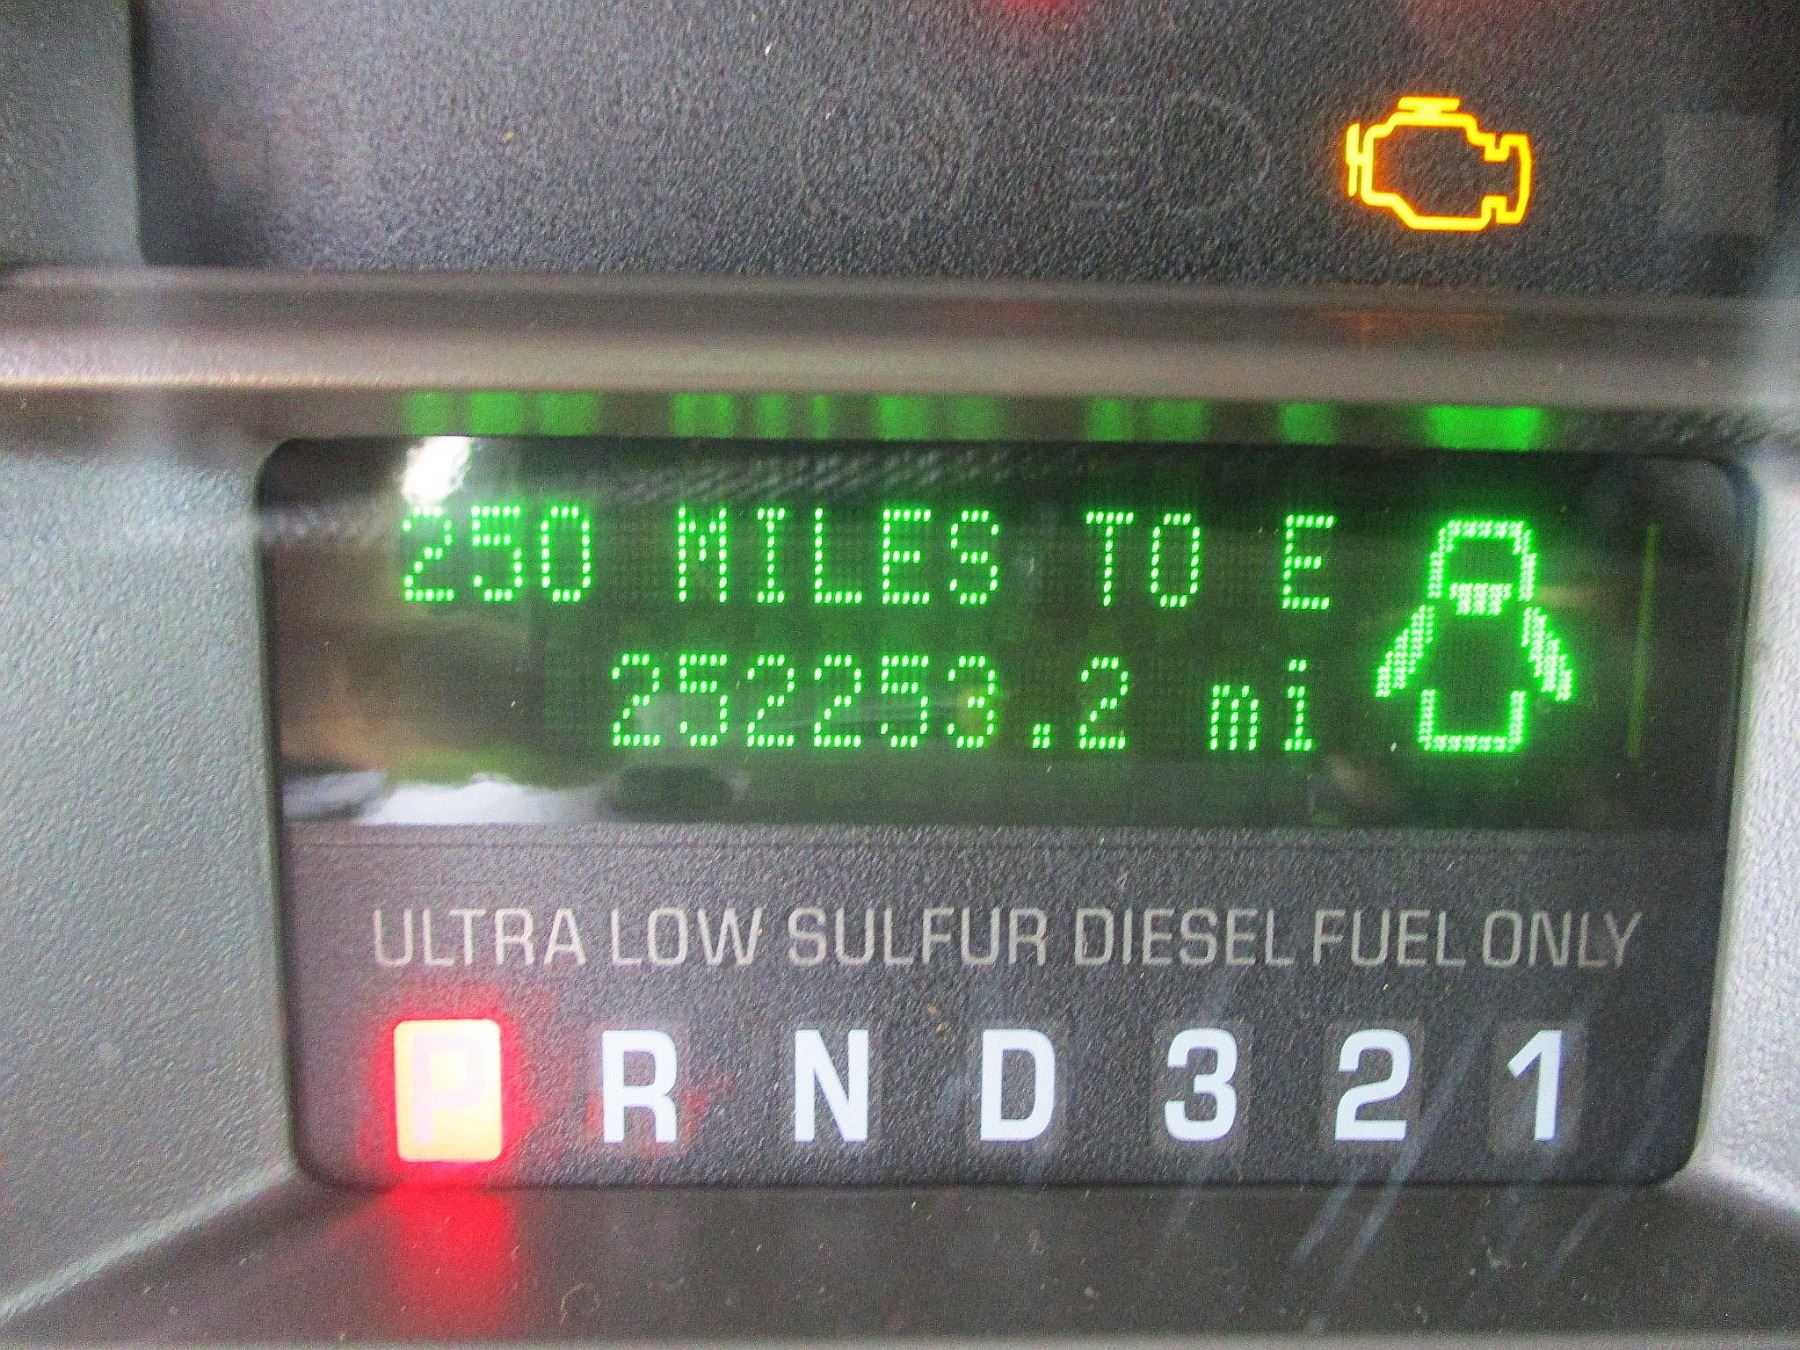 250 MILES TO E
252253.2 mi
ULTRA LOW SULFUR DIESEL FUEL ONLY
P R N D 3 2 1